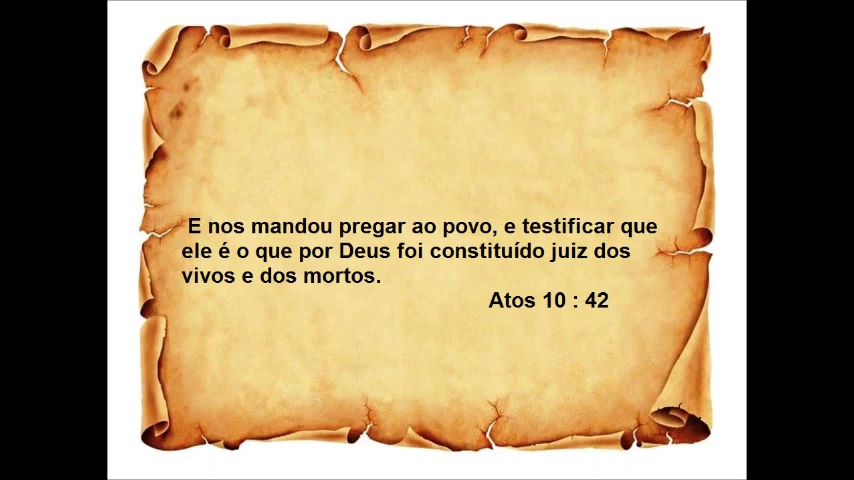 E nos mandou pregar ao povo, e testificar que
ele é o que por Deus foi constituído juiz dos
vivos e dos mortos.
Atos 10 : 42